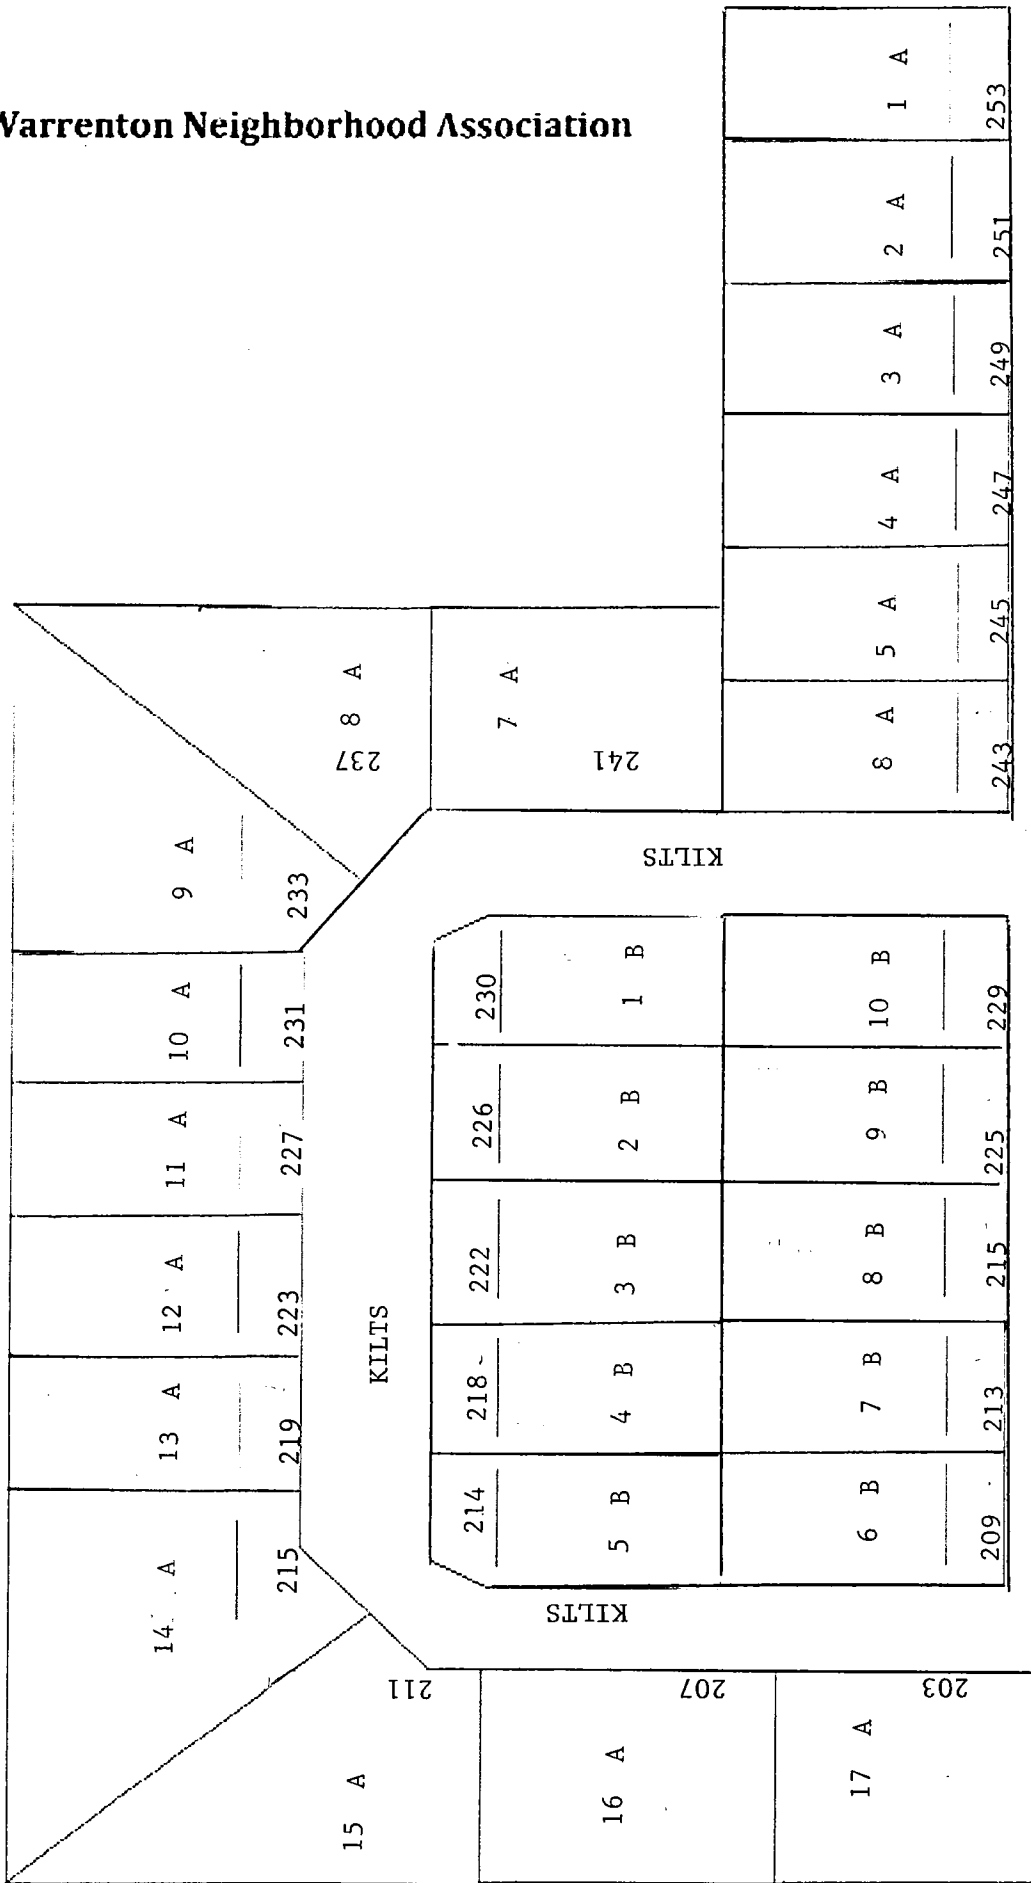 Warrenton Neighborhood Association
1 A
253
2 A
251
3 A
249
4 A
247
5 A
245
8 A
243
8 A
237
7 A
241
KILTS
9 A
233
10 A
231
11 A
227
12 A
223
13 A
219
14 A
215
KILTS
230
1 B
226
2 B
222
3 B
218
4 B
214
5 B
10 B
229
9 B
225
8 B
215
7 B
213
6 B
209
KILTS
211
15 A
207
16 A
203
17 A